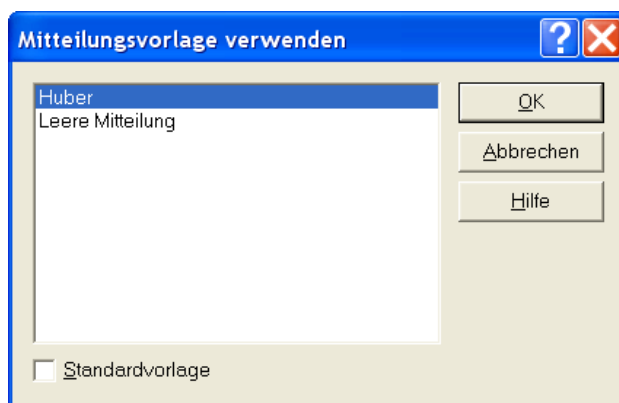 Mitteilungsvorlage verwenden
Huber
Leere Mitteilung
OK
Abbrechen
Hilfe
Standardvorlage